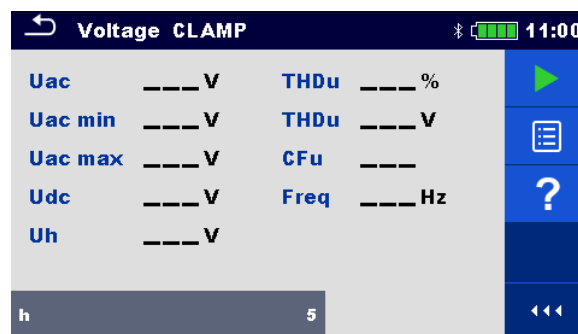 Voltage CLAMP 11:00
Uac ___V THDu ___%
Uac min ___V THDu ___V
Uac max ___V CFu ___
Udc ___V Freq ___Hz
?
Uh ___V
h 5